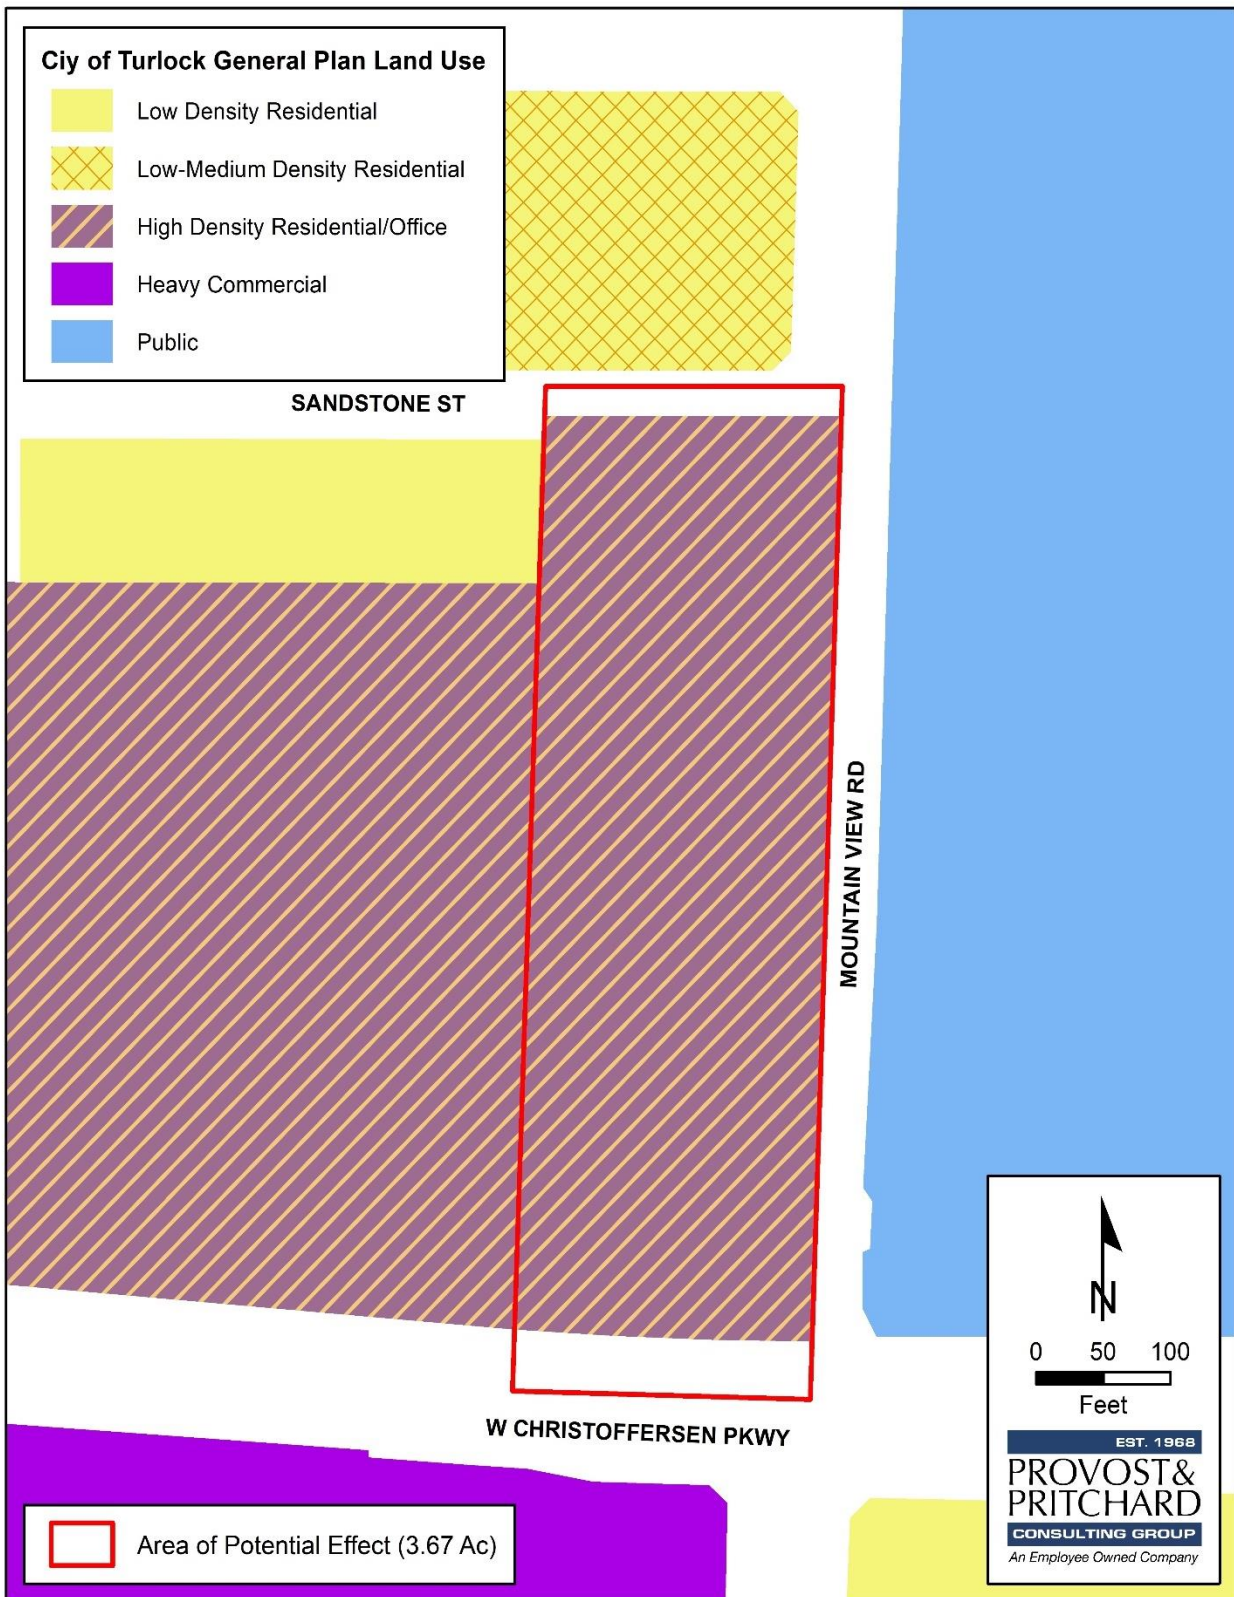 Ciy of Turlock General Plan Land Use
Low Density Residential
Low-Medium Density Residential
High Density Residential/Office
Heavy Commercial
Public
SANDSTONE ST
MOUNTAIN VIEW RD
W CHRISTOFFERSEN PKWY
N
0 50 100
Feet
EST. 1968
PROVOST&
PRITCHARD
CONSULTING GROUP
An Employee Owned Company
Area of Potential Effect (3.67 Ac)